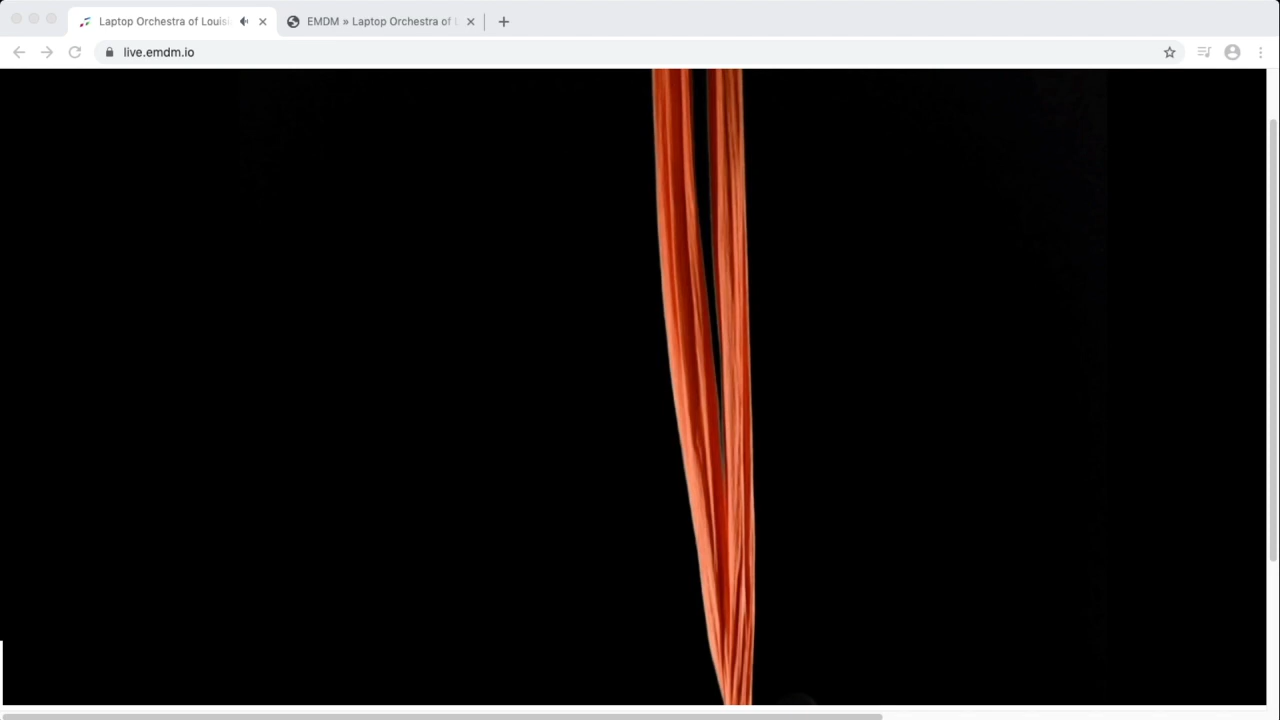 Laptop Orchestra of Louisi
EMDM » Laptop Orchestra of L
live.emdm.io